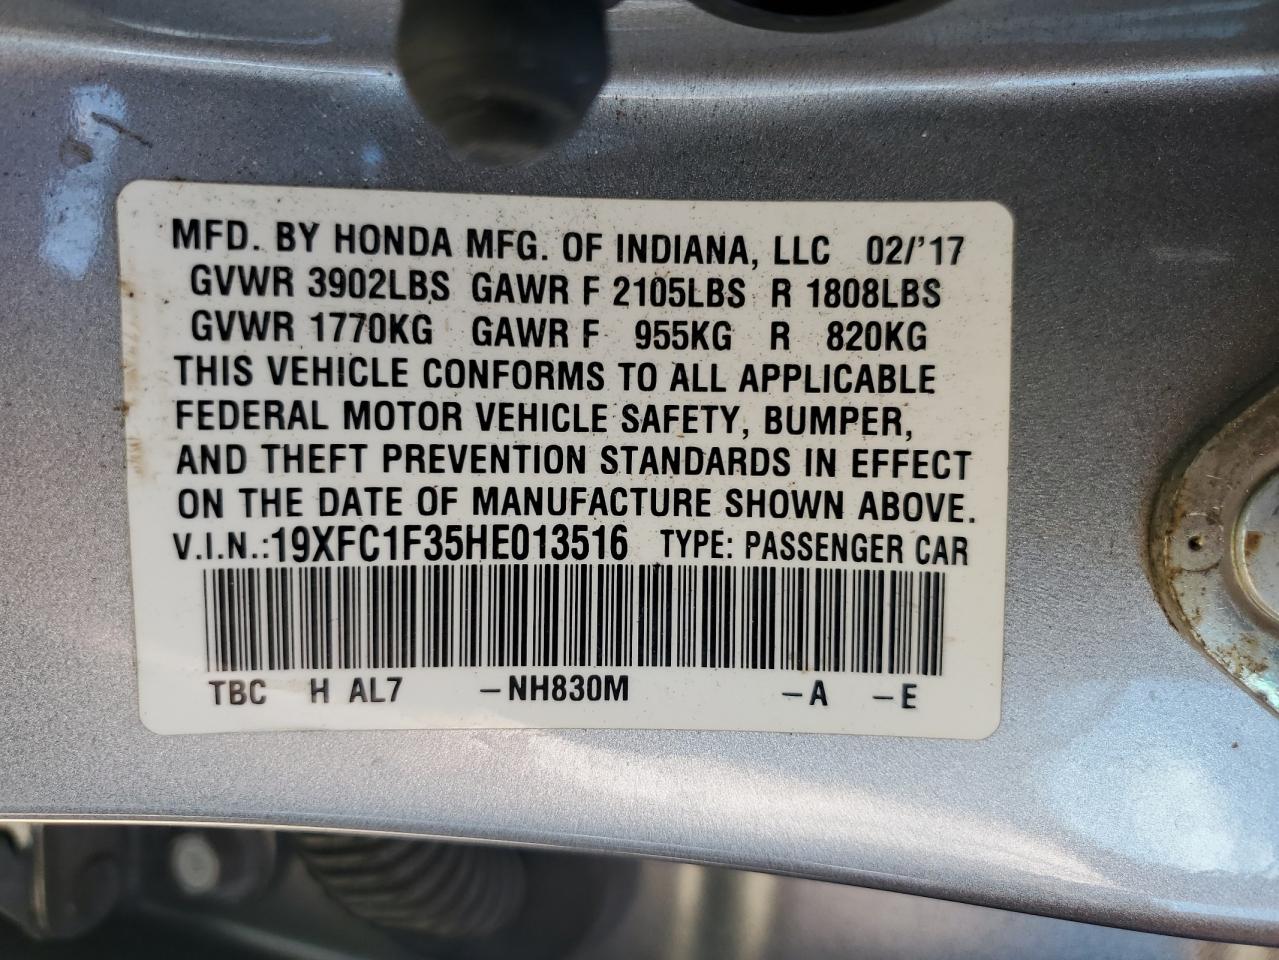 MFD. BY HONDA MFG. OF INDIANA, LLC 02/'17
GVWR 3902LBS GAWR F 2105LBS R 1808LBS
GVWR 1770KG GAWR F 955KG R 820KG
THIS VEHICLE CONFORMS TO ALL APPLICABLE
FEDERAL MOTOR VEHICLE SAFETY, BUMPER,
AND THEFT PREVENTION STANDARDS IN EFFECT
ON THE DATE OF MANUFACTURE SHOWN ABOVE.
V.I.N.:19XFC1F35HE013516 TYPE: PASSENGER CAR
TBC H AL7 -NH830M -A -E